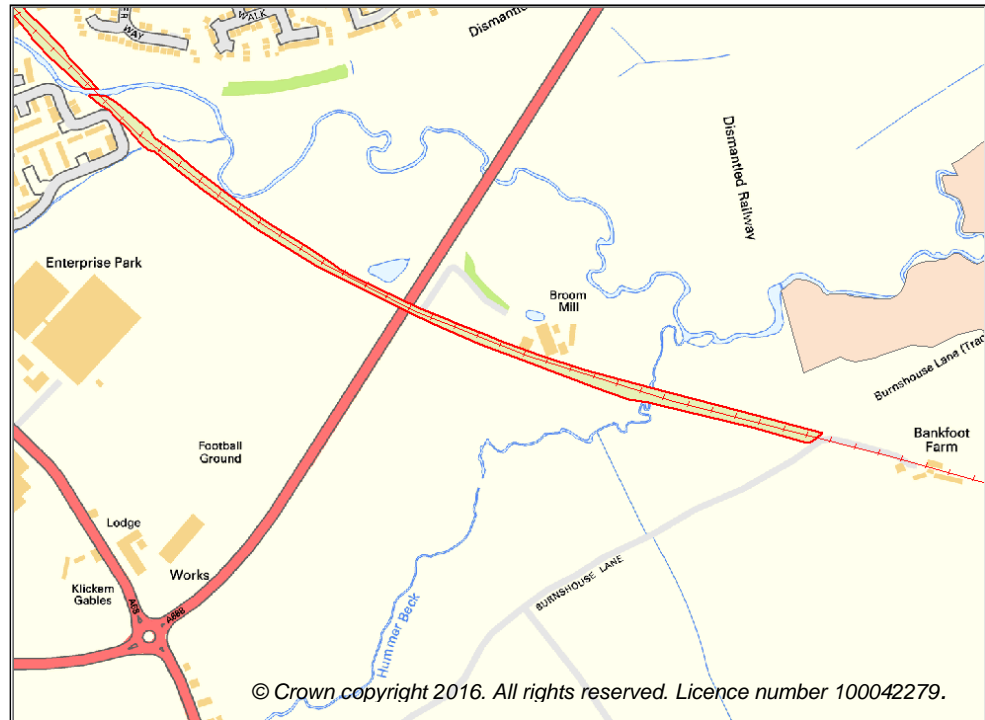 WAY
WALK
Dismantled
Dismantled
Railway
Enterprise Park
Broom
Mill
Burnshouse Lane (Trac
Bankfoot
Farm
Football
Ground
Lodge
Works
Klickem
Gables
A68
A688
BURNSHOUSE LANE
Hummer Beck
© Crown copyright 2016. All rights reserved. Licence number 100042279.